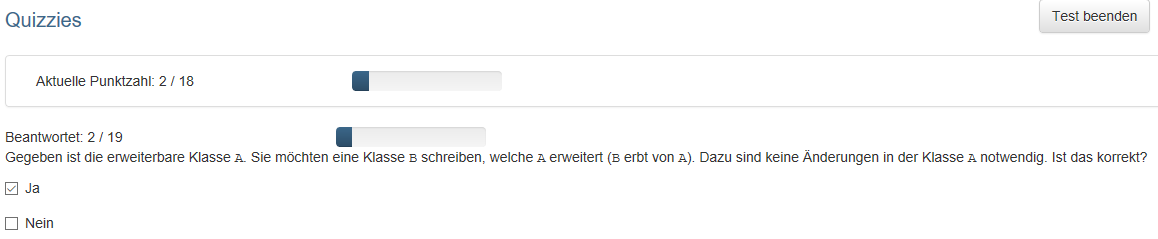 Quizzies
Test beenden
Aktuelle Punktzahl: 2 / 18
Beantwortet: 2 / 19
Gegeben ist die erweiterbare Klasse A. Sie möchten eine Klasse B schreiben, welche A erweitert (B erbt von A). Dazu sind keine Änderungen in der Klasse A notwendig. Ist das korrekt?
Ja
Nein